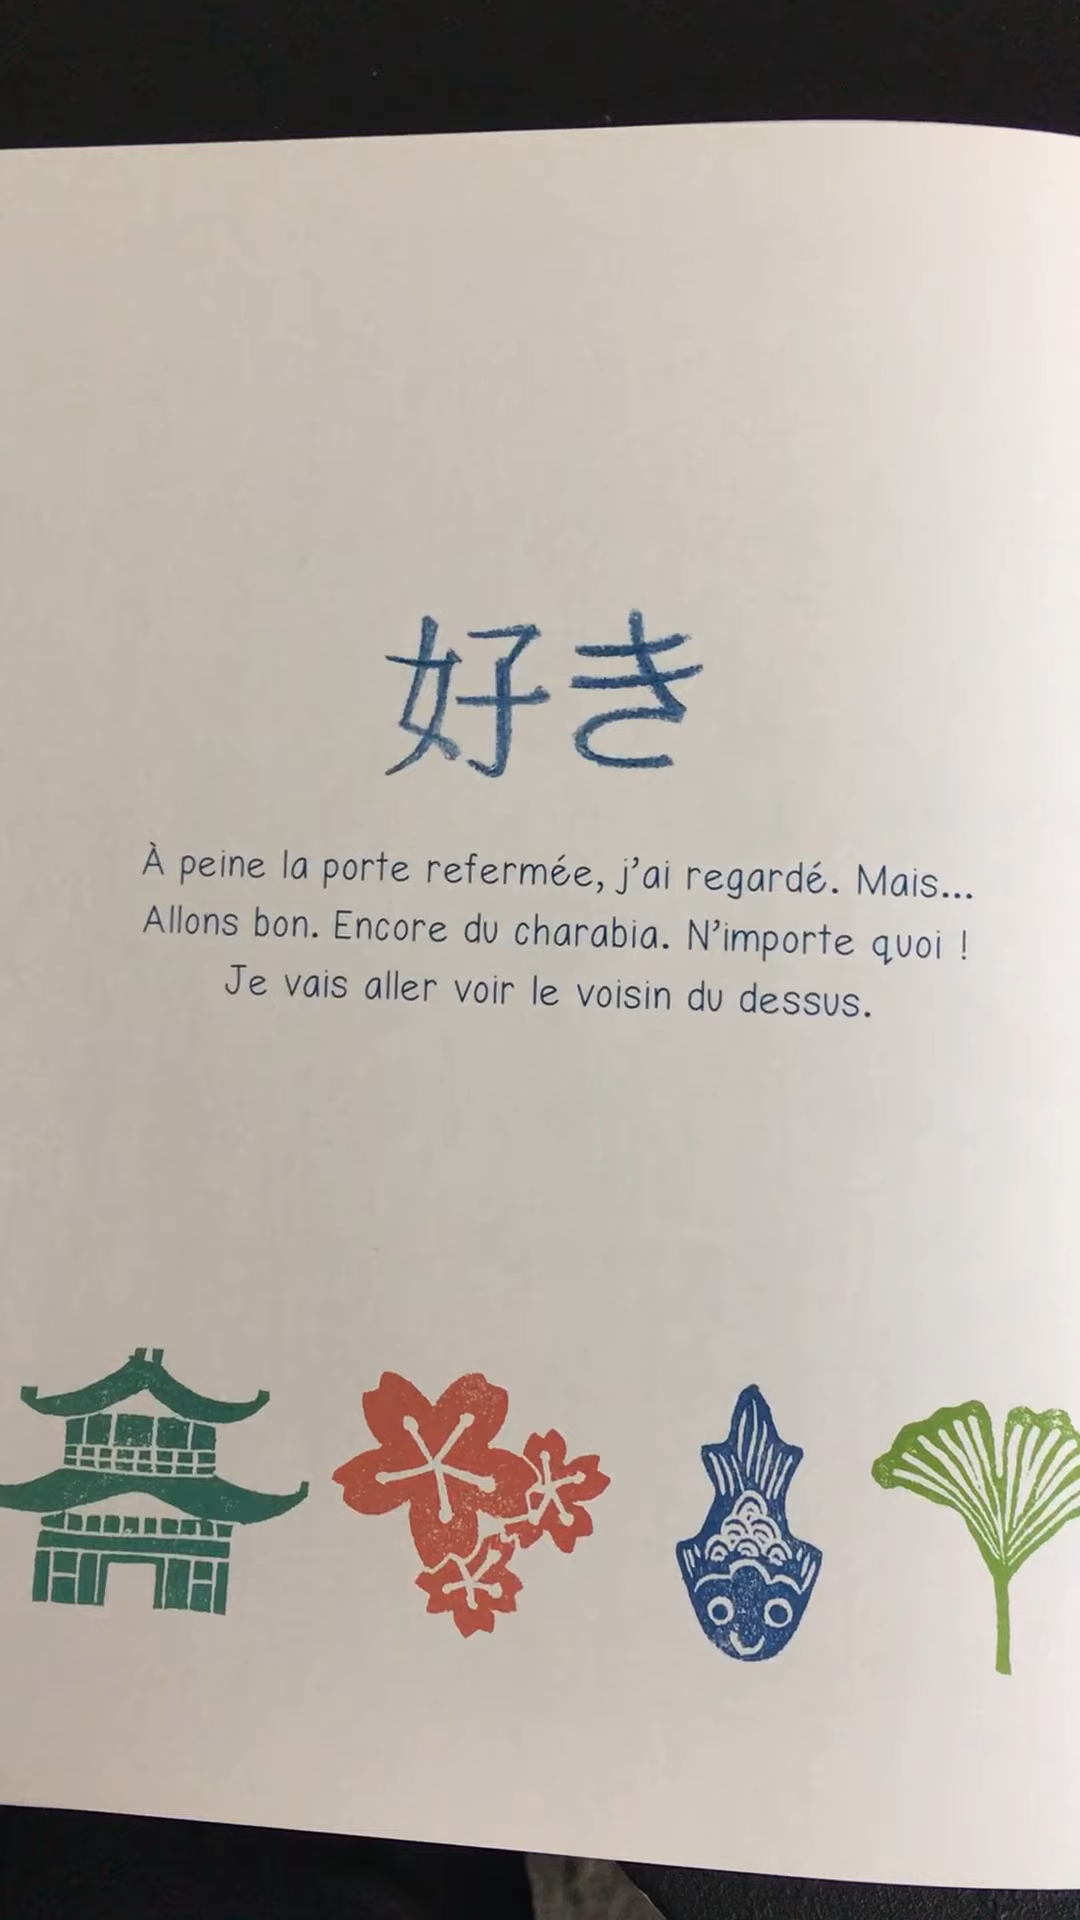 好き
À peine la porte refermée, j'ai regardé. Mais...
Allons bon. Encore du charabia. N'importe quoi !
Je vais aller voir le voisin du dessus.